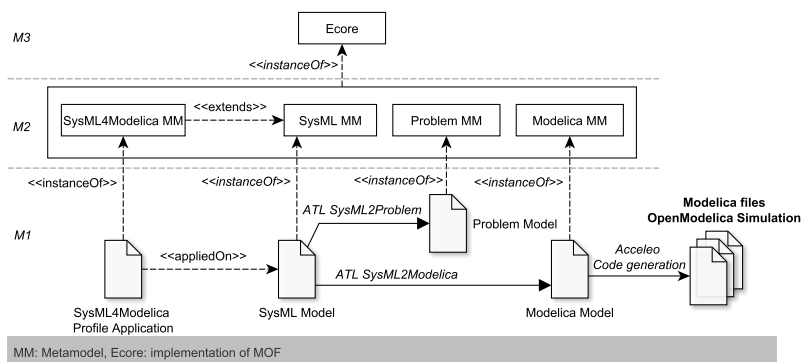 M3
Ecore
<<instanceOf>>
M2
SysML4Modelica MM
<<extends>>
SysML MM
Problem MM
Modelica MM
<<instanceOf>>
<<instanceOf>>
<<instanceOf>>
<<instanceOf>>
M1
ATL SysML2Problem
Problem Model
Modelica files
OpenModelica Simulation
<<appliedOn>>
ATL SysML2Modelica
Acceleo
Code generation
SysML4Modelica
Profile Application
SysML Model
Modelica Model
MM: Metamodel, Ecore: implementation of MOF